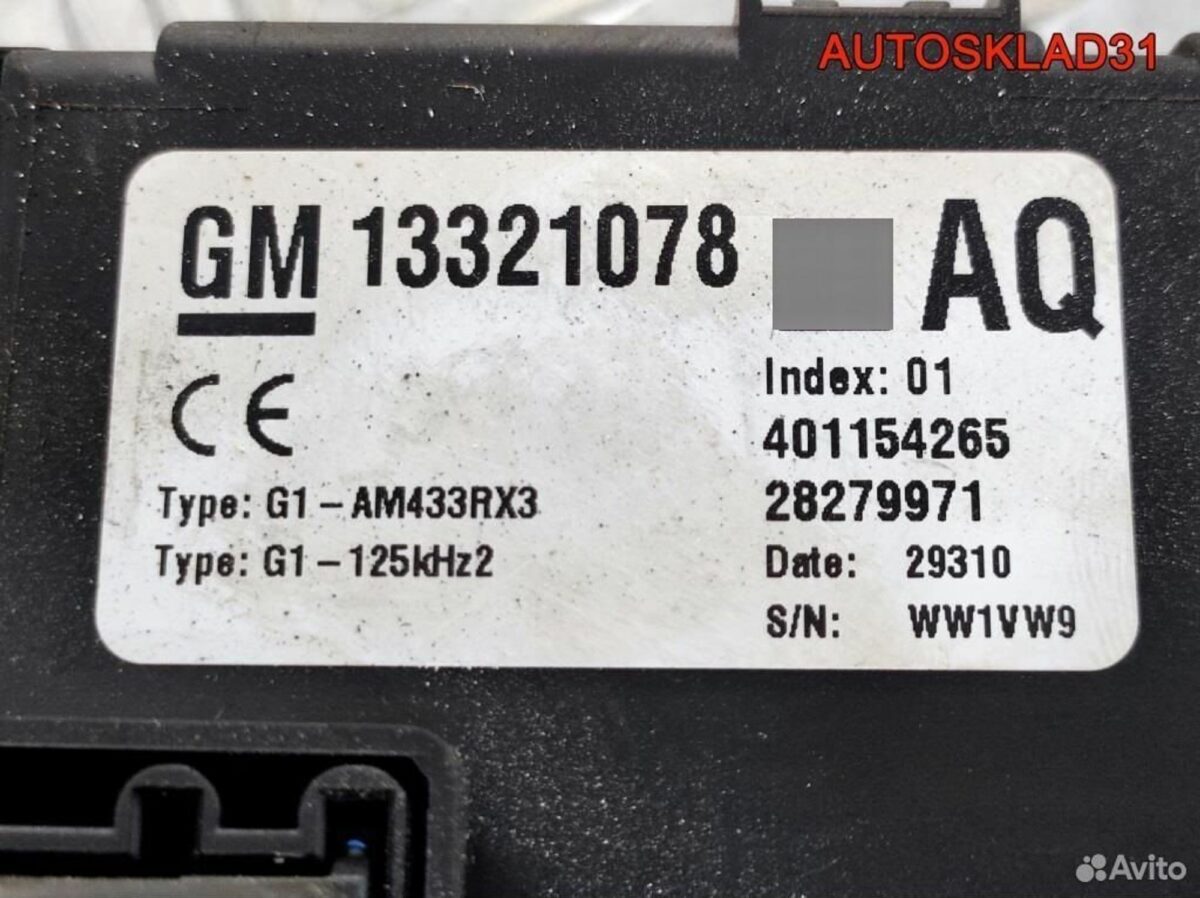 AUTOSKLAD31
GM 13321078 AQ
CE
Index: 01
401154265
28279971
Type: G1-AM433RX3
Type: G1-125kHz2
Date: 29310
S/N: WW1VW9
Avito